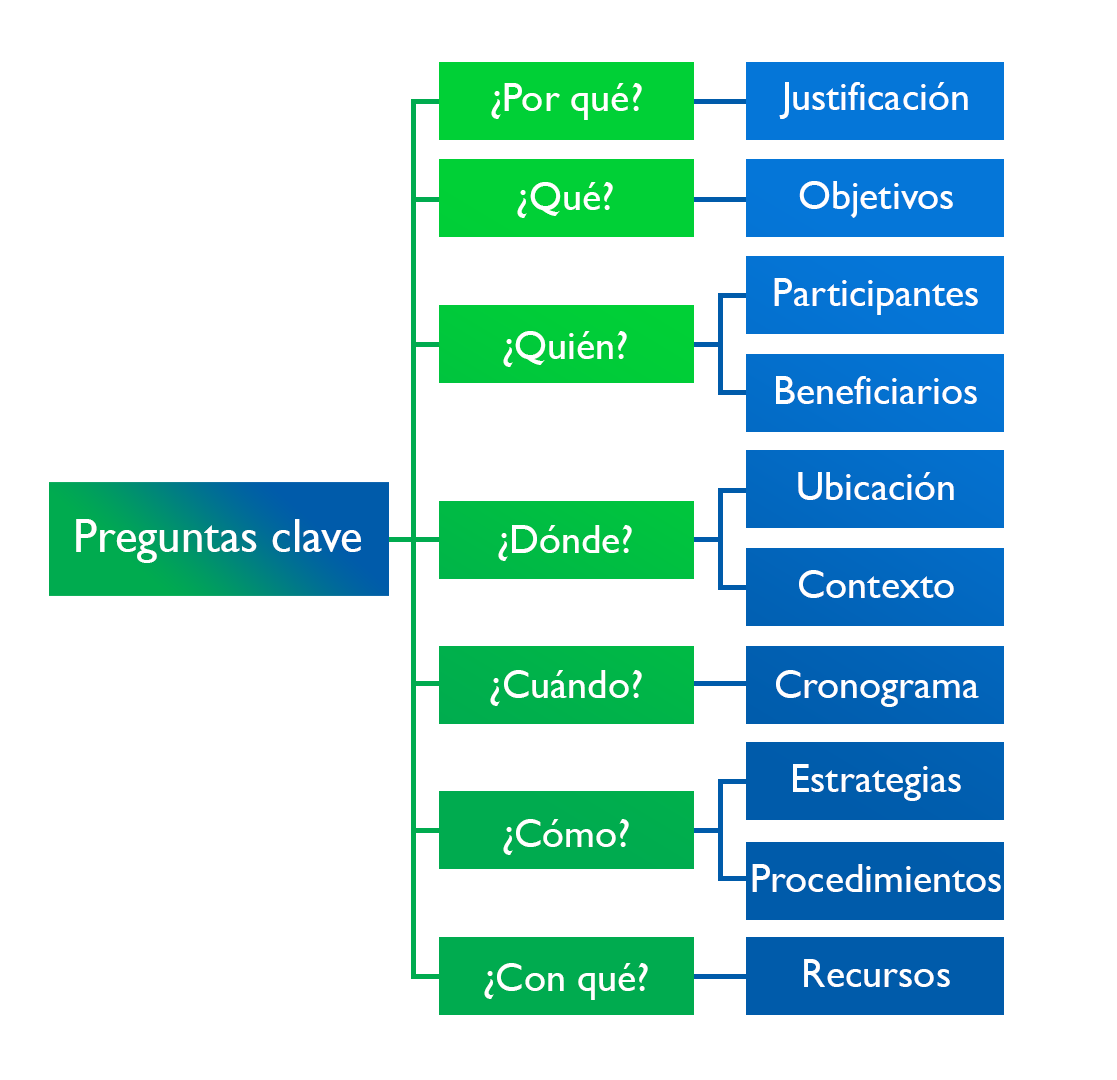 Preguntas clave
¿Por qué?
Justificación
¿Qué?
Objetivos
¿Quién?
Participantes
Beneficiarios
¿Dónde?
Ubicación
Contexto
¿Cuándo?
Cronograma
¿Cómo?
Estrategias
Procedimientos
¿Con qué?
Recursos